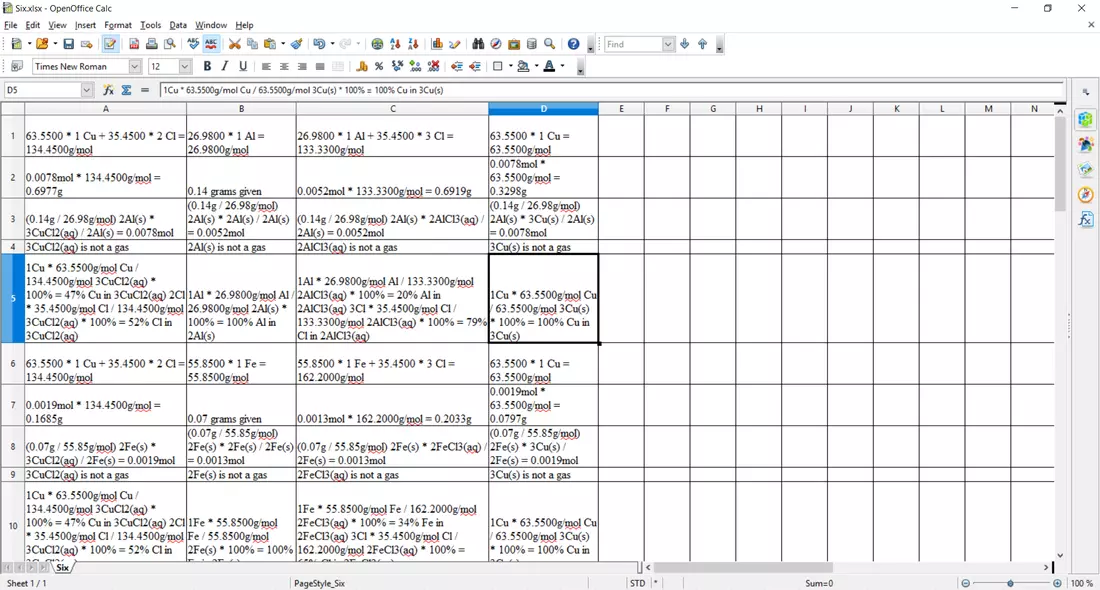 Six.xlsx - OpenOffice Calc
File Edit View Insert Format Tools Data Window Help
Find
Times New Roman 12
D5 1Cu * 63.5500g/mol Cu / 63.5500g/mol 3Cu(s) * 100% = 100% Cu in 3Cu(s)
A B C D E F G H I J K L M N
1
63.5500 * 1 Cu + 35.4500 * 2 Cl =
134.4500g/mol
26.9800 * 1 Al =
26.9800g/mol
26.9800 * 1 Al + 35.4500 * 3 Cl =
133.3300g/mol
63.5500 * 1 Cu =
63.5500g/mol
2
0.0078mol * 134.4500g/mol =
0.6977g
0.14 grams given
0.0052mol * 133.3300g/mol = 0.6919g
0.0078mol *
63.5500g/mol =
0.3298g
3
(0.14g / 26.98g/mol) 2Al(s) *
3CuCl2(aq) / 2Al(s) = 0.0078mol
(0.14g / 26.98g/mol)
2Al(s) * 2Al(s) / 2Al(s)
= 0.0052mol
(0.14g / 26.98g/mol) 2Al(s) * 2AlCl3(aq) /
2Al(s) = 0.0052mol
(0.14g / 26.98g/mol)
2Al(s) * 3Cu(s) / 2Al(s)
= 0.0078mol
4
3CuCl2(aq) is not a gas
2Al(s) is not a gas
2AlCl3(aq) is not a gas
3Cu(s) is not a gas
5
1Cu * 63.5500g/mol Cu /
134.4500g/mol 3CuCl2(aq) *
100% = 47% Cu in 3CuCl2(aq) 2Cl
* 35.4500g/mol Cl / 134.4500g/mol
3CuCl2(aq) * 100% = 52% Cl in
3CuCl2(aq)
1Al * 26.9800g/mol Al /
26.9800g/mol 2Al(s) *
100% = 100% Al in
2Al(s)
1Al * 26.9800g/mol Al / 133.3300g/mol
2AlCl3(aq) * 100% = 20% Al in
2AlCl3(aq) 3Cl * 35.4500g/mol Cl /
133.3300g/mol 2AlCl3(aq) * 100% = 79%
Cl in 2AlCl3(aq)
1Cu * 63.5500g/mol Cu
/ 63.5500g/mol 3Cu(s)
* 100% = 100% Cu in
3Cu(s)
6
63.5500 * 1 Cu + 35.4500 * 2 Cl =
134.4500g/mol
55.8500 * 1 Fe =
55.8500g/mol
55.8500 * 1 Fe + 35.4500 * 3 Cl =
162.2000g/mol
63.5500 * 1 Cu =
63.5500g/mol
7
0.0019mol * 134.4500g/mol =
0.1685g
0.07 grams given
0.0013mol * 162.2000g/mol = 0.2033g
0.0019mol *
63.5500g/mol =
0.0797g
8
(0.07g / 55.85g/mol) 2Fe(s) *
3CuCl2(aq) / 2Fe(s) = 0.0019mol
(0.07g / 55.85g/mol)
2Fe(s) * 2Fe(s) / 2Fe(s)
= 0.0013mol
(0.07g / 55.85g/mol) 2Fe(s) * 2FeCl3(aq) /
2Fe(s) = 0.0013mol
(0.07g / 55.85g/mol)
2Fe(s) * 3Cu(s) /
2Fe(s) = 0.0019mol
9
3CuCl2(aq) is not a gas
2Fe(s) is not a gas
2FeCl3(aq) is not a gas
3Cu(s) is not a gas
10
1Cu * 63.5500g/mol Cu /
134.4500g/mol 3CuCl2(aq) *
100% = 47% Cu in 3CuCl2(aq) 2Cl
* 35.4500g/mol Cl / 134.4500g/mol
3CuCl2(aq) * 100% = 52% Cl in
1Fe * 55.8500g/mol
Fe / 55.8500g/mol
2Fe(s) * 100% = 100%
1Fe * 55.8500g/mol Fe / 162.2000g/mol
2FeCl3(aq) * 100% = 34% Fe in
2FeCl3(aq) 3Cl * 35.4500g/mol Cl /
162.2000g/mol 2FeCl3(aq) * 100% =
1Cu * 63.5500g/mol Cu
/ 63.5500g/mol 3Cu(s)
* 100% = 100% Cu in
Six
Sheet 1 / 1 PageStyle_Six STD * Sum=0 100 %